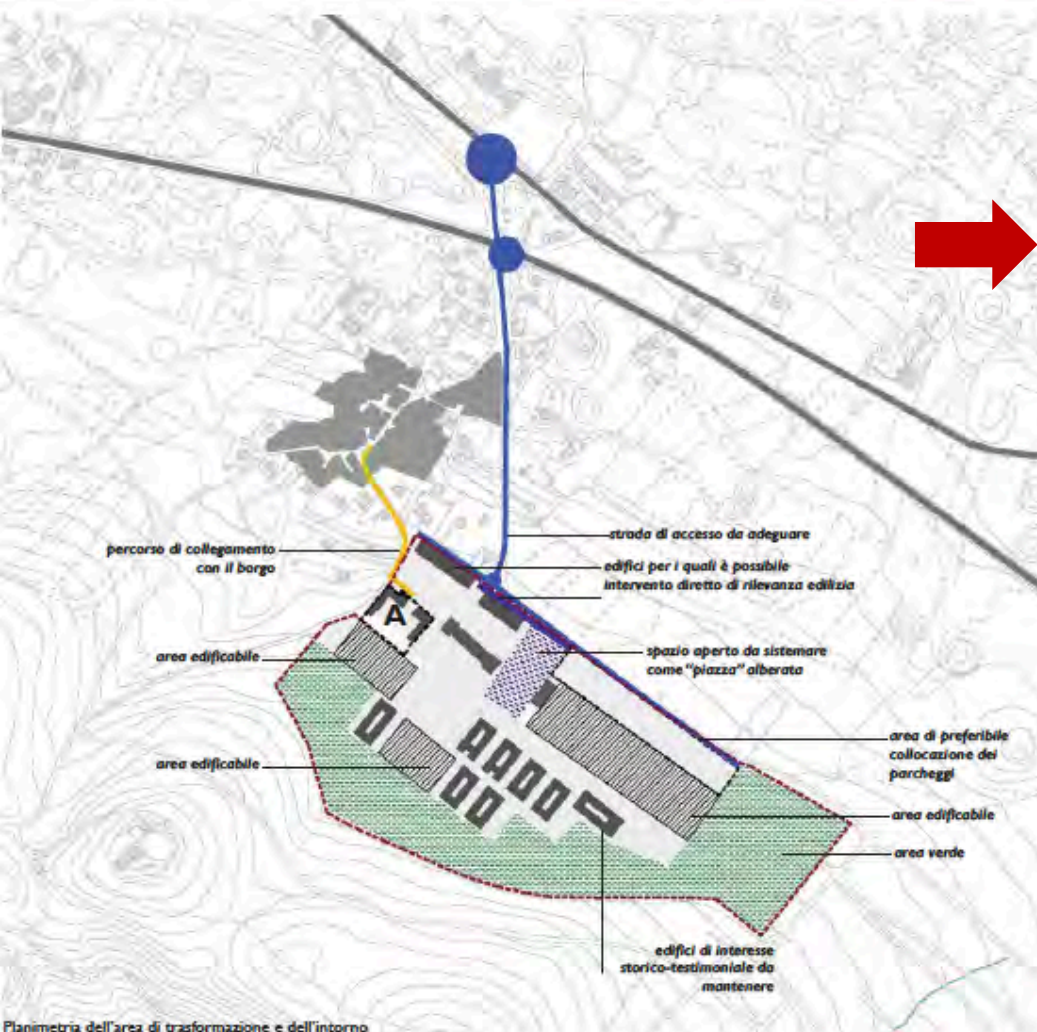 strada di accesso da adeguare
percorso di collegamento
con il borgo
edifici per i quali è possibile
intervento diretto di rilevanza edilizia
A
area edificabile
spazio aperto da sistemare
come "piazza" alberata
area edificabile
area di preferibile
collocazione dei
parcheggi
area edificabile
area verde
edifici di interesse
storico-testimoniale da
mantenere
Planimetria dell'area di trasformazione e dell'intorno